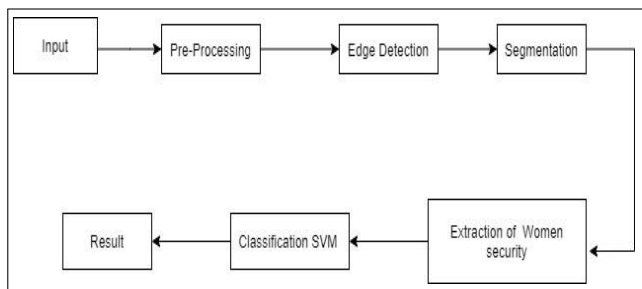 Input
Pre-Processing
Edge Detection
Segmentation
Extraction of Women
security
Classification SVM
Result